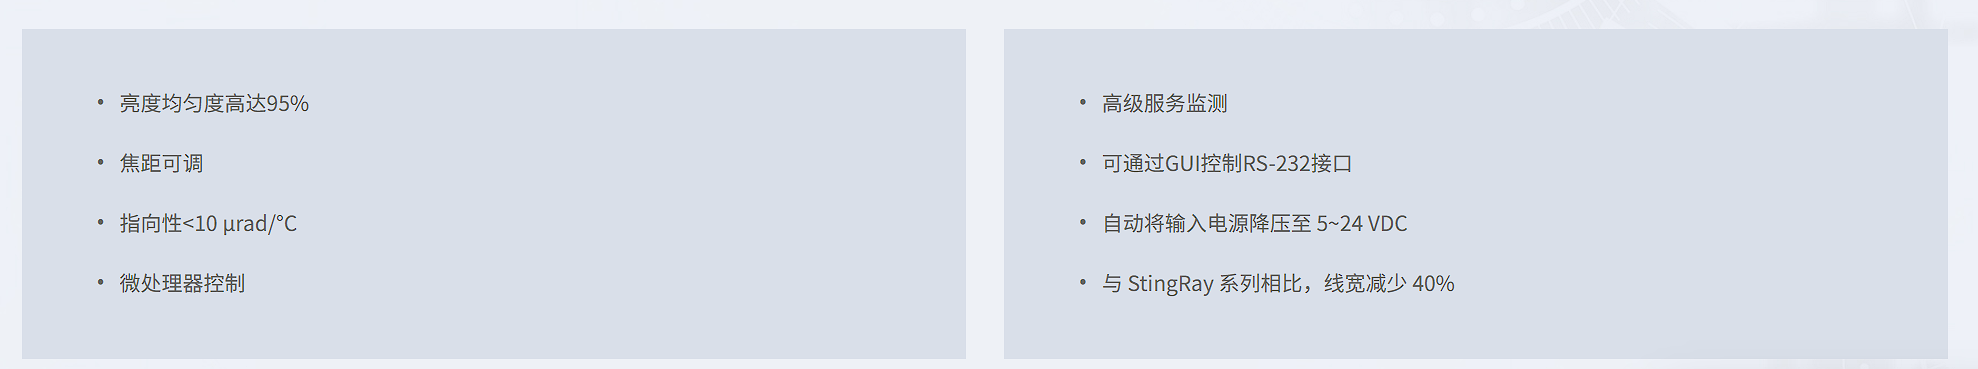 • 亮度均匀度高达95%
• 焦距可调
• 指向性<10 μrad/°C
• 微处理器控制
• 高级服务监测
• 可通过GUI控制RS-232接口
• 自动将输入电源降压至 5~24 VDC
• 与 StingRay 系列相比，线宽减少 40%